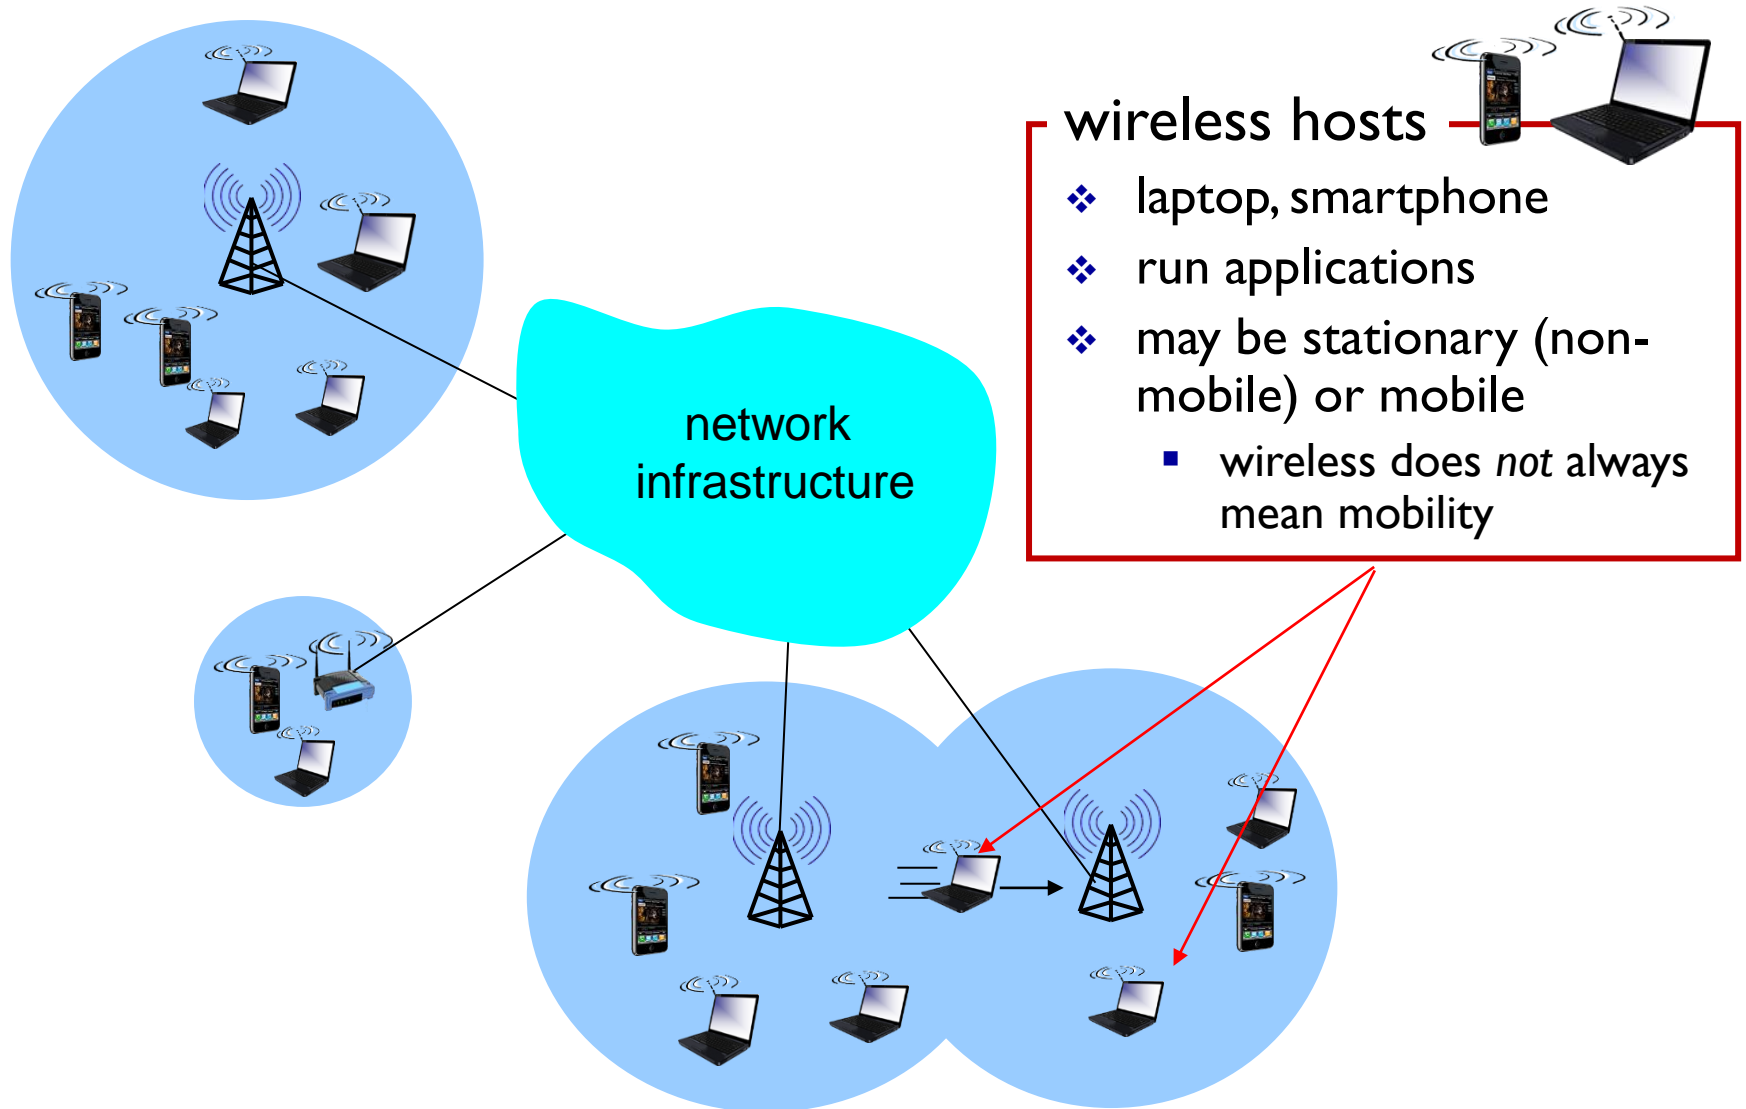 wireless hosts
❖ laptop, smartphone
❖ run applications
❖ may be stationary (non-
mobile) or mobile
▪ wireless does not always
mean mobility
network
infrastructure